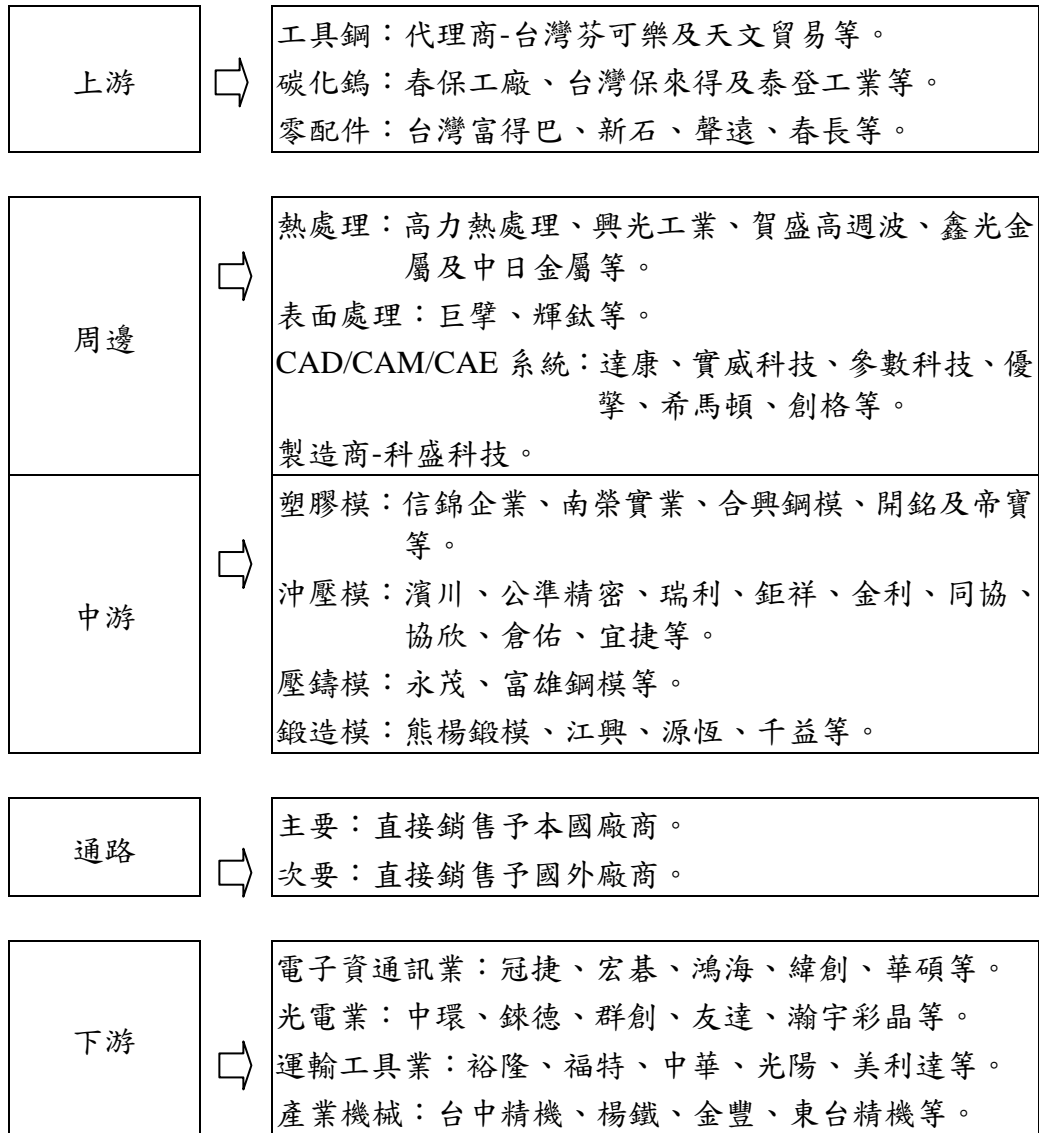 上游
工具鋼：代理商-台灣芬可樂及天文貿易等。
碳化鎢：春保工廠、台灣保來得及泰登工業等。
零配件：台灣富得巴、新石、聲遠、春長等。
周邊
熱處理：高力熱處理、興光工業、賀盛高週波、鑫光金
屬及中日金屬等。
表面處理：巨擘、輝鈦等。
CAD/CAM/CAE 系統：達康、實威科技、參數科技、優
擎、希馬頓、創格等。
製造商-科盛科技。
中游
塑膠模：信錦企業、南榮實業、合興鋼模、開銘及帝寶
等。
沖壓模：濱川、公準精密、瑞利、鉅祥、金利、同協、
協欣、倉佑、宜捷等。
壓鑄模：永茂、富雄鋼模等。
鍛造模：熊楊鍛模、江興、源恆、千益等。
通路
主要：直接銷售予本國廠商。
次要：直接銷售予國外廠商。
下游
電子資通訊業：冠捷、宏碁、鴻海、緯創、華碩等。
光電業：中環、錸德、群創、友達、瀚宇彩晶等。
運輸工具業：裕隆、福特、中華、光陽、美利達等。
產業機械：台中精機、楊鐵、金豐、東台精機等。